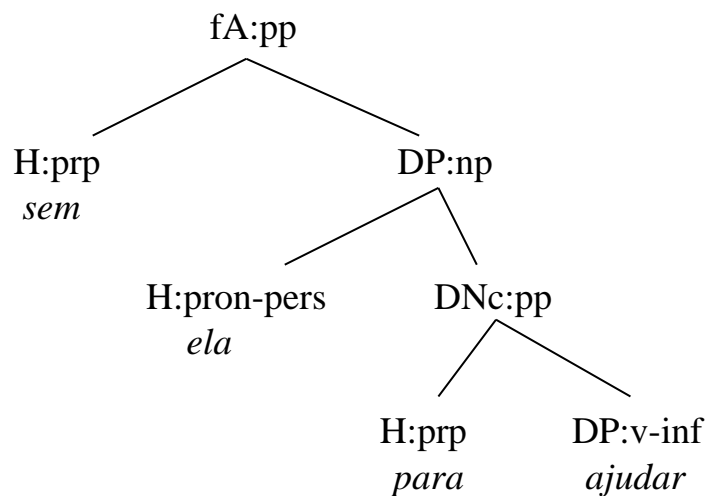 fA:pp
H:prp DP:np
sem
H:pron-pers DNc:pp
ela
H:prp DP:v-inf
para ajudar